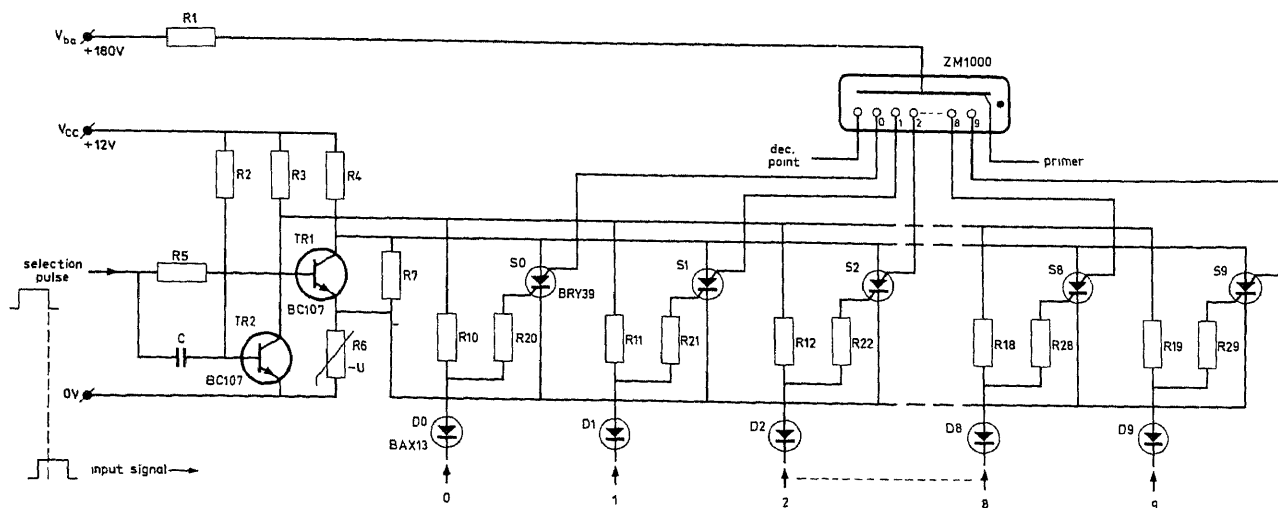 R1
Vba
+180V
ZM1000
0 1 2 8 9
VCC
+12V
dec.
point
primer
R2 R3 R4
TR1
selection
pulse
R5
R7
S0 S1 S2 S8 S9
BRY39
BC107
TR2
C
R6
-U
BC107
R10 R20 R11 R21 R12 R22 R18 R28 R19 R29
0V
D0 D1 D2 D8 D9
BAX13
input signal
0 1 2 8 9